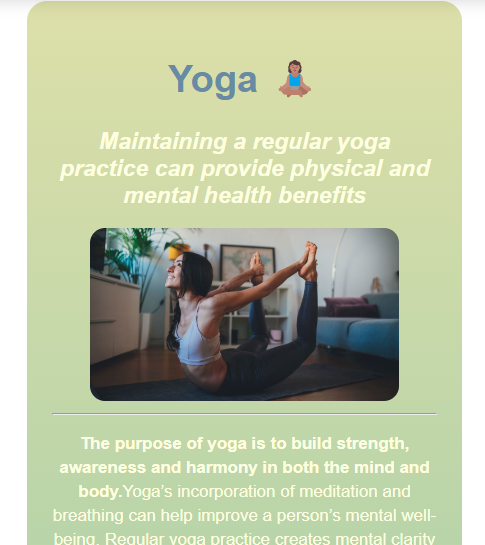 Yoga 🧘🏽‍♀️
Maintaining a regular yoga
practice can provide physical and
mental health benefits
The purpose of yoga is to build strength,
awareness and harmony in both the mind and
body.Yoga's incorporation of meditation and
breathing can help improve a person's mental well-
being. Regular yoga practice creates mental clarity